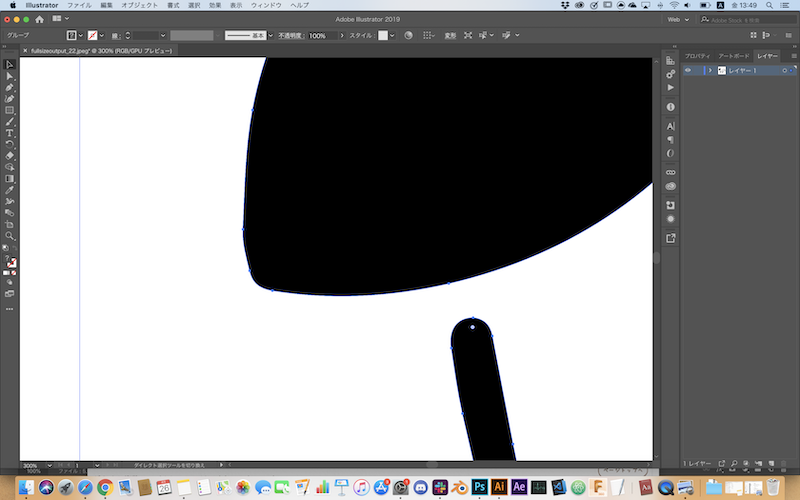 Illustrator ファイル 編集 オブジェクト 書式 選択 効果 表示 ウィンドウ ヘルプ 金 13:49
Adobe Illustrator 2019 Web Adobe Stock を検索
グループ 線: 基本 不透明度: 100% スタイル: 変形
× fullsizeoutput_22.jpeg* @ 300% (RGB/GPU プレビュー)
プロパティ アートボード レイヤー
レイヤー 1
300% 1 ダイレクト選択ツールを切り換え
1 レイヤー
100%
26